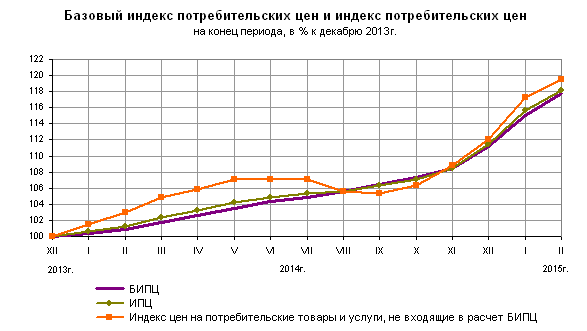 Базовый индекс потребительских цен и индекс потребительских цен
на конец периода, в % к декабрю 2013г.
122
120
118
116
114
112
110
108
106
104
102
100
XII I II III IV V VI VII VIII IX X XI XII I II
2013г. 2014г. 2015г.
БИПЦ
ИПЦ
Индекс цен на потребительские товары и услуги, не входящие в расчет БИПЦ